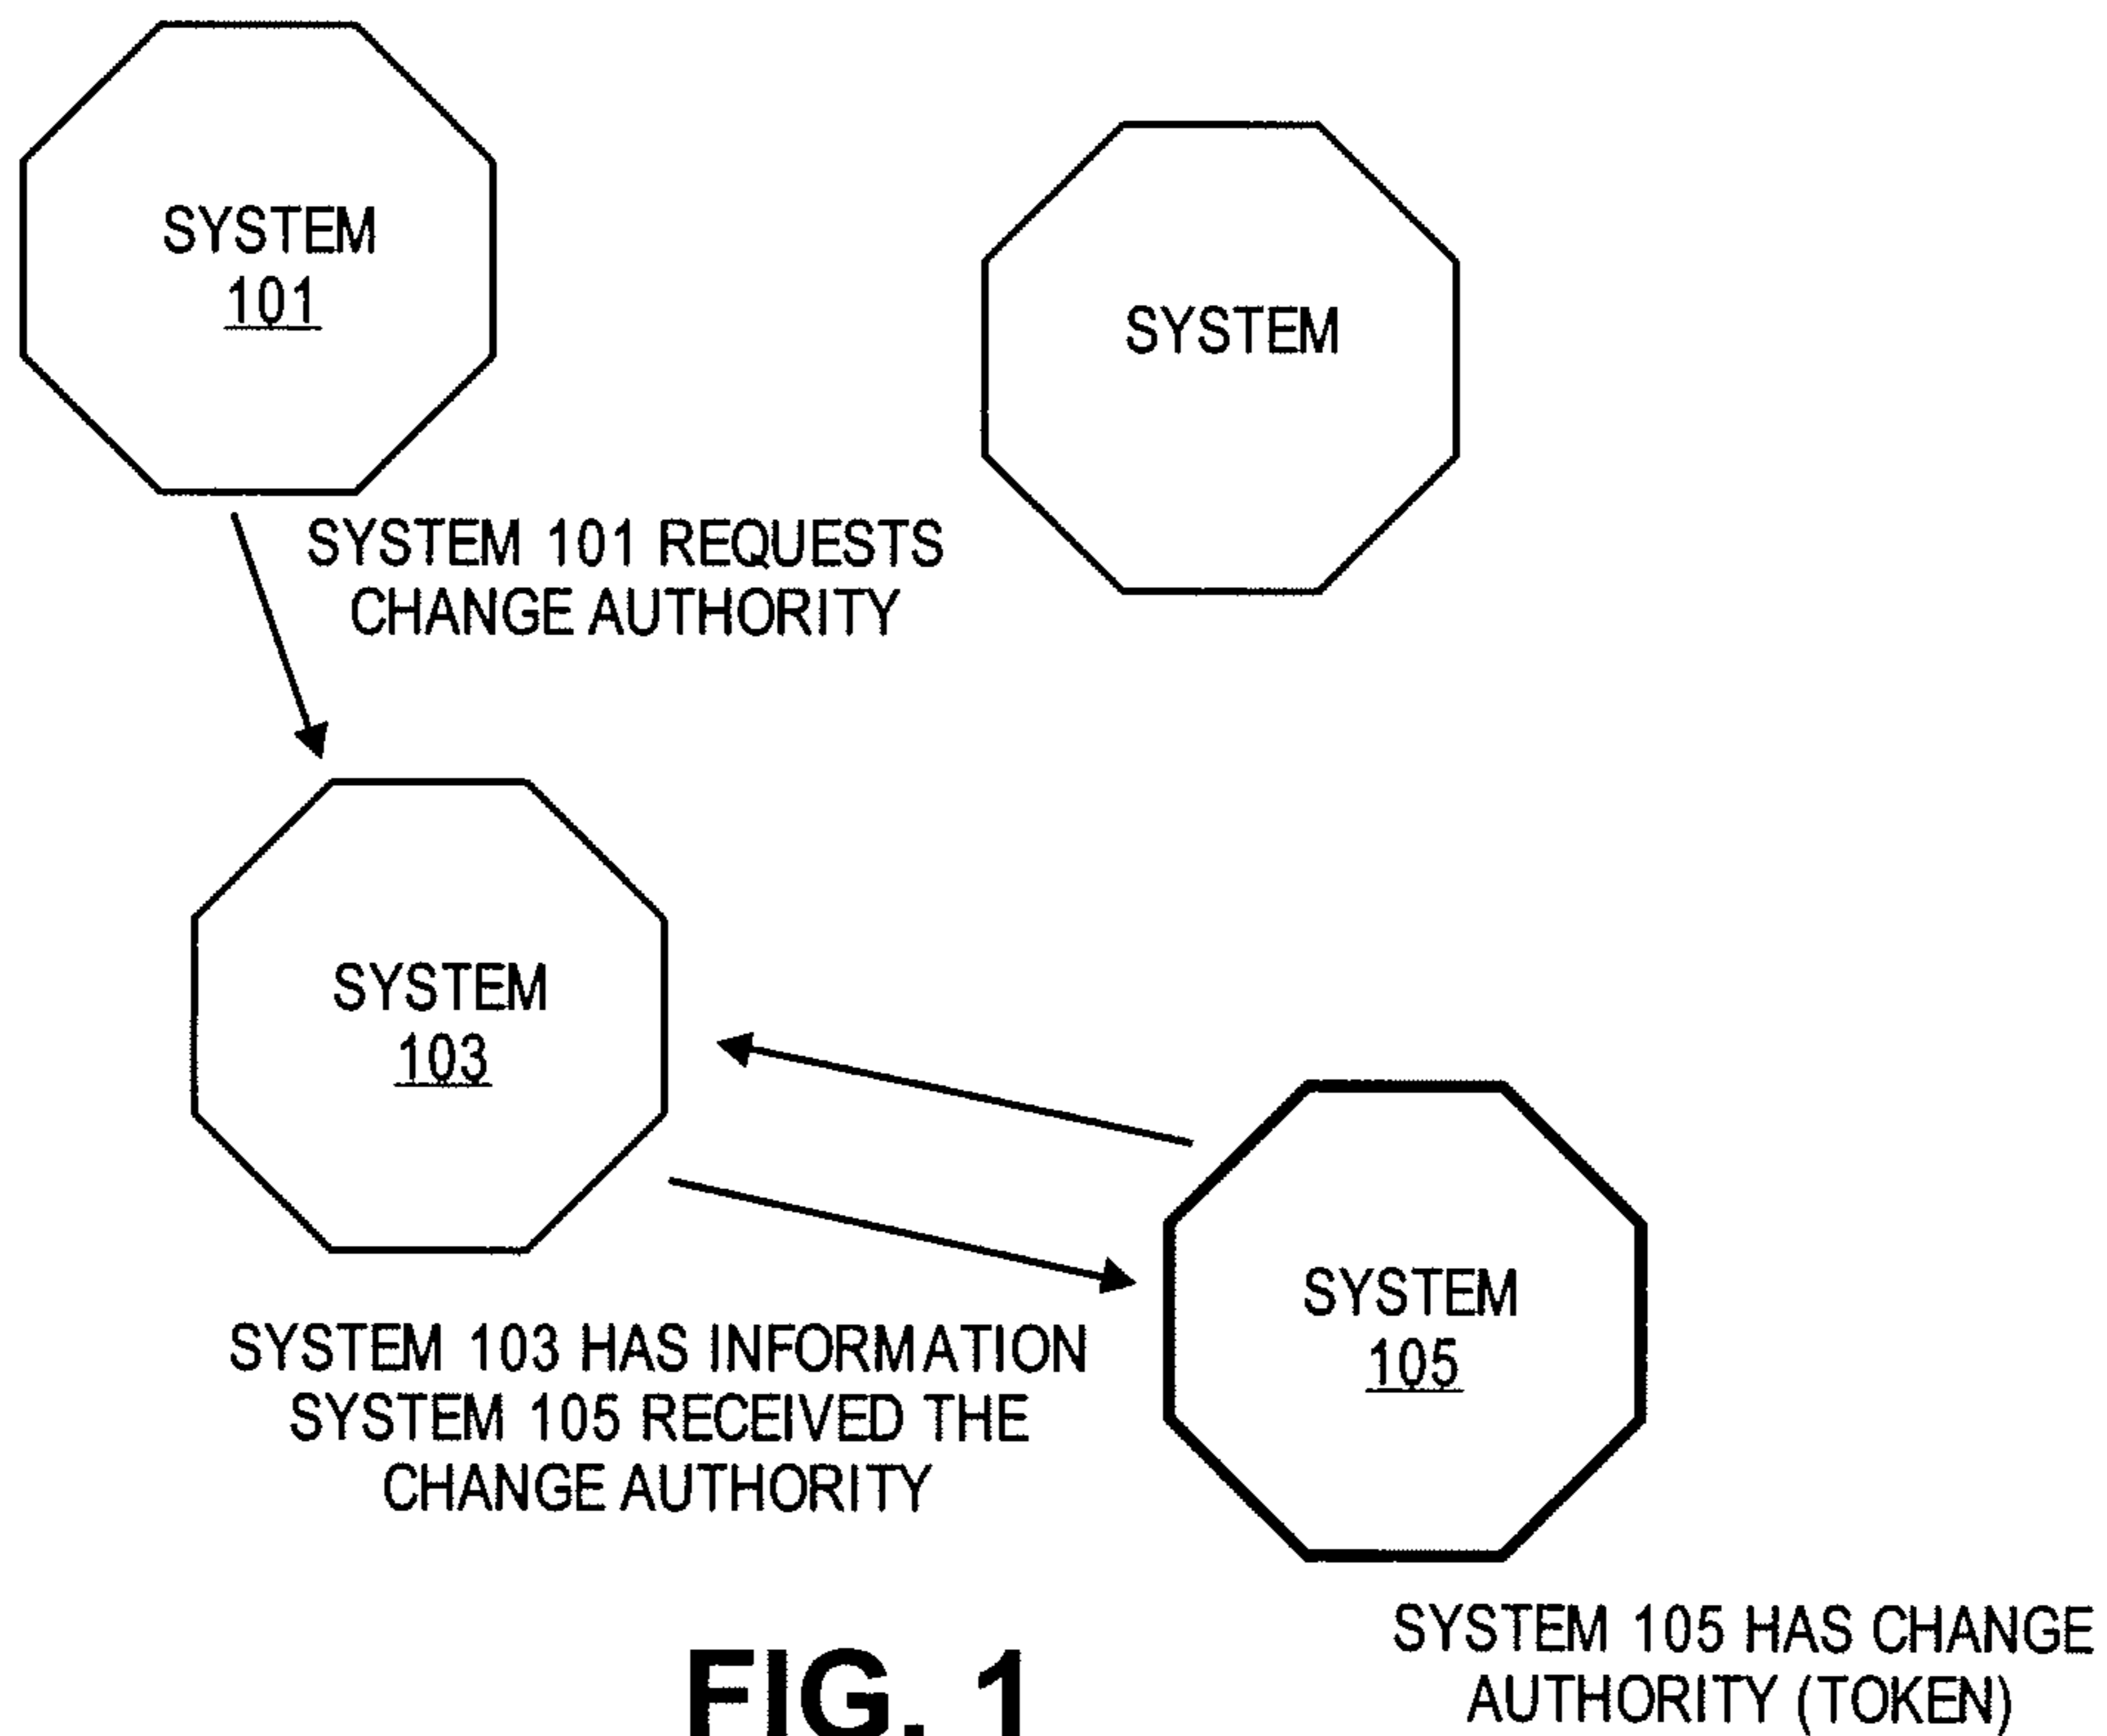 SYSTEM
101
SYSTEM
SYSTEM 101 REQUESTS
CHANGE AUTHORITY
SYSTEM
103
SYSTEM
105
SYSTEM 103 HAS INFORMATION
SYSTEM 105 RECEIVED THE
CHANGE AUTHORITY
SYSTEM 105 HAS CHANGE
AUTHORITY (TOKEN)
FIG. 1